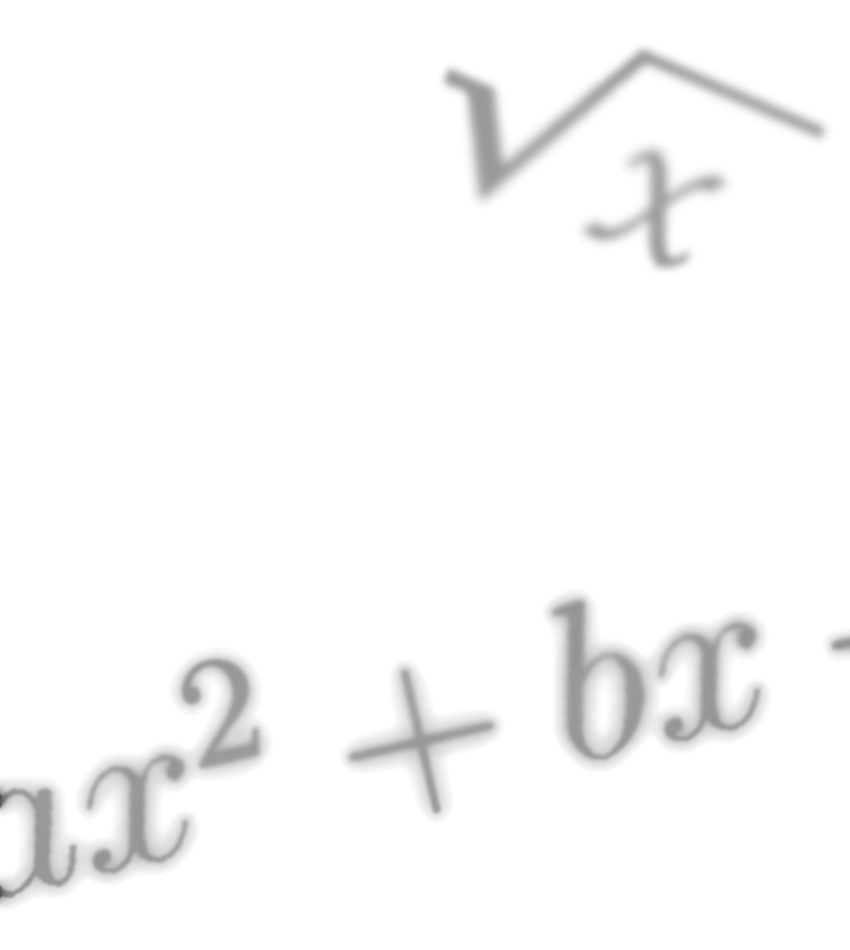 √x
ax² + bx -